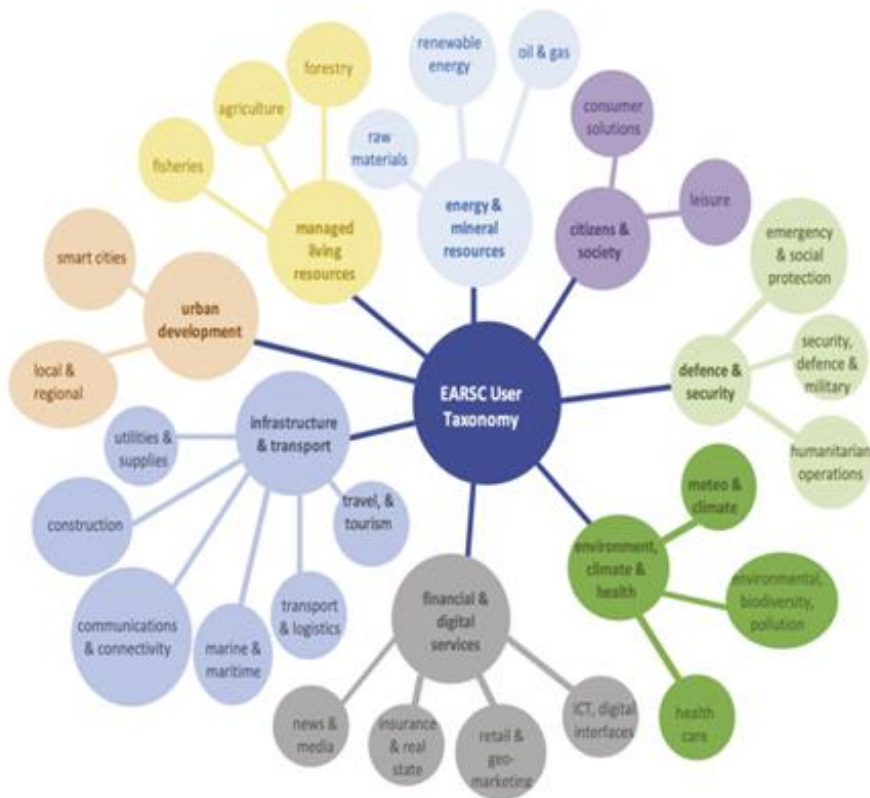 renewable
energy
oil & gas
forestry
agriculture
consumer
solutions
raw
materials
fisheries
leisure
energy &
mineral
resources
managed
living
resources
citizens &
society
emergency
& social
protection
smart cities
urban
development
security,
defence &
military
defence &
security
local &
regional
EARSC User
Taxonomy
infrastructure
& transport
utilities &
supplies
humanitarian
operations
meteo &
climate
travel, &
tourism
construction
environment,
climate &
health
environmental,
biodiversity,
pollution
financial &
digital
services
transport
& logistics
communications
& connectivity
marine &
maritime
ICT, digital
interfaces
health
care
news &
media
insurance
& real
state
retail &
geo-
marketing